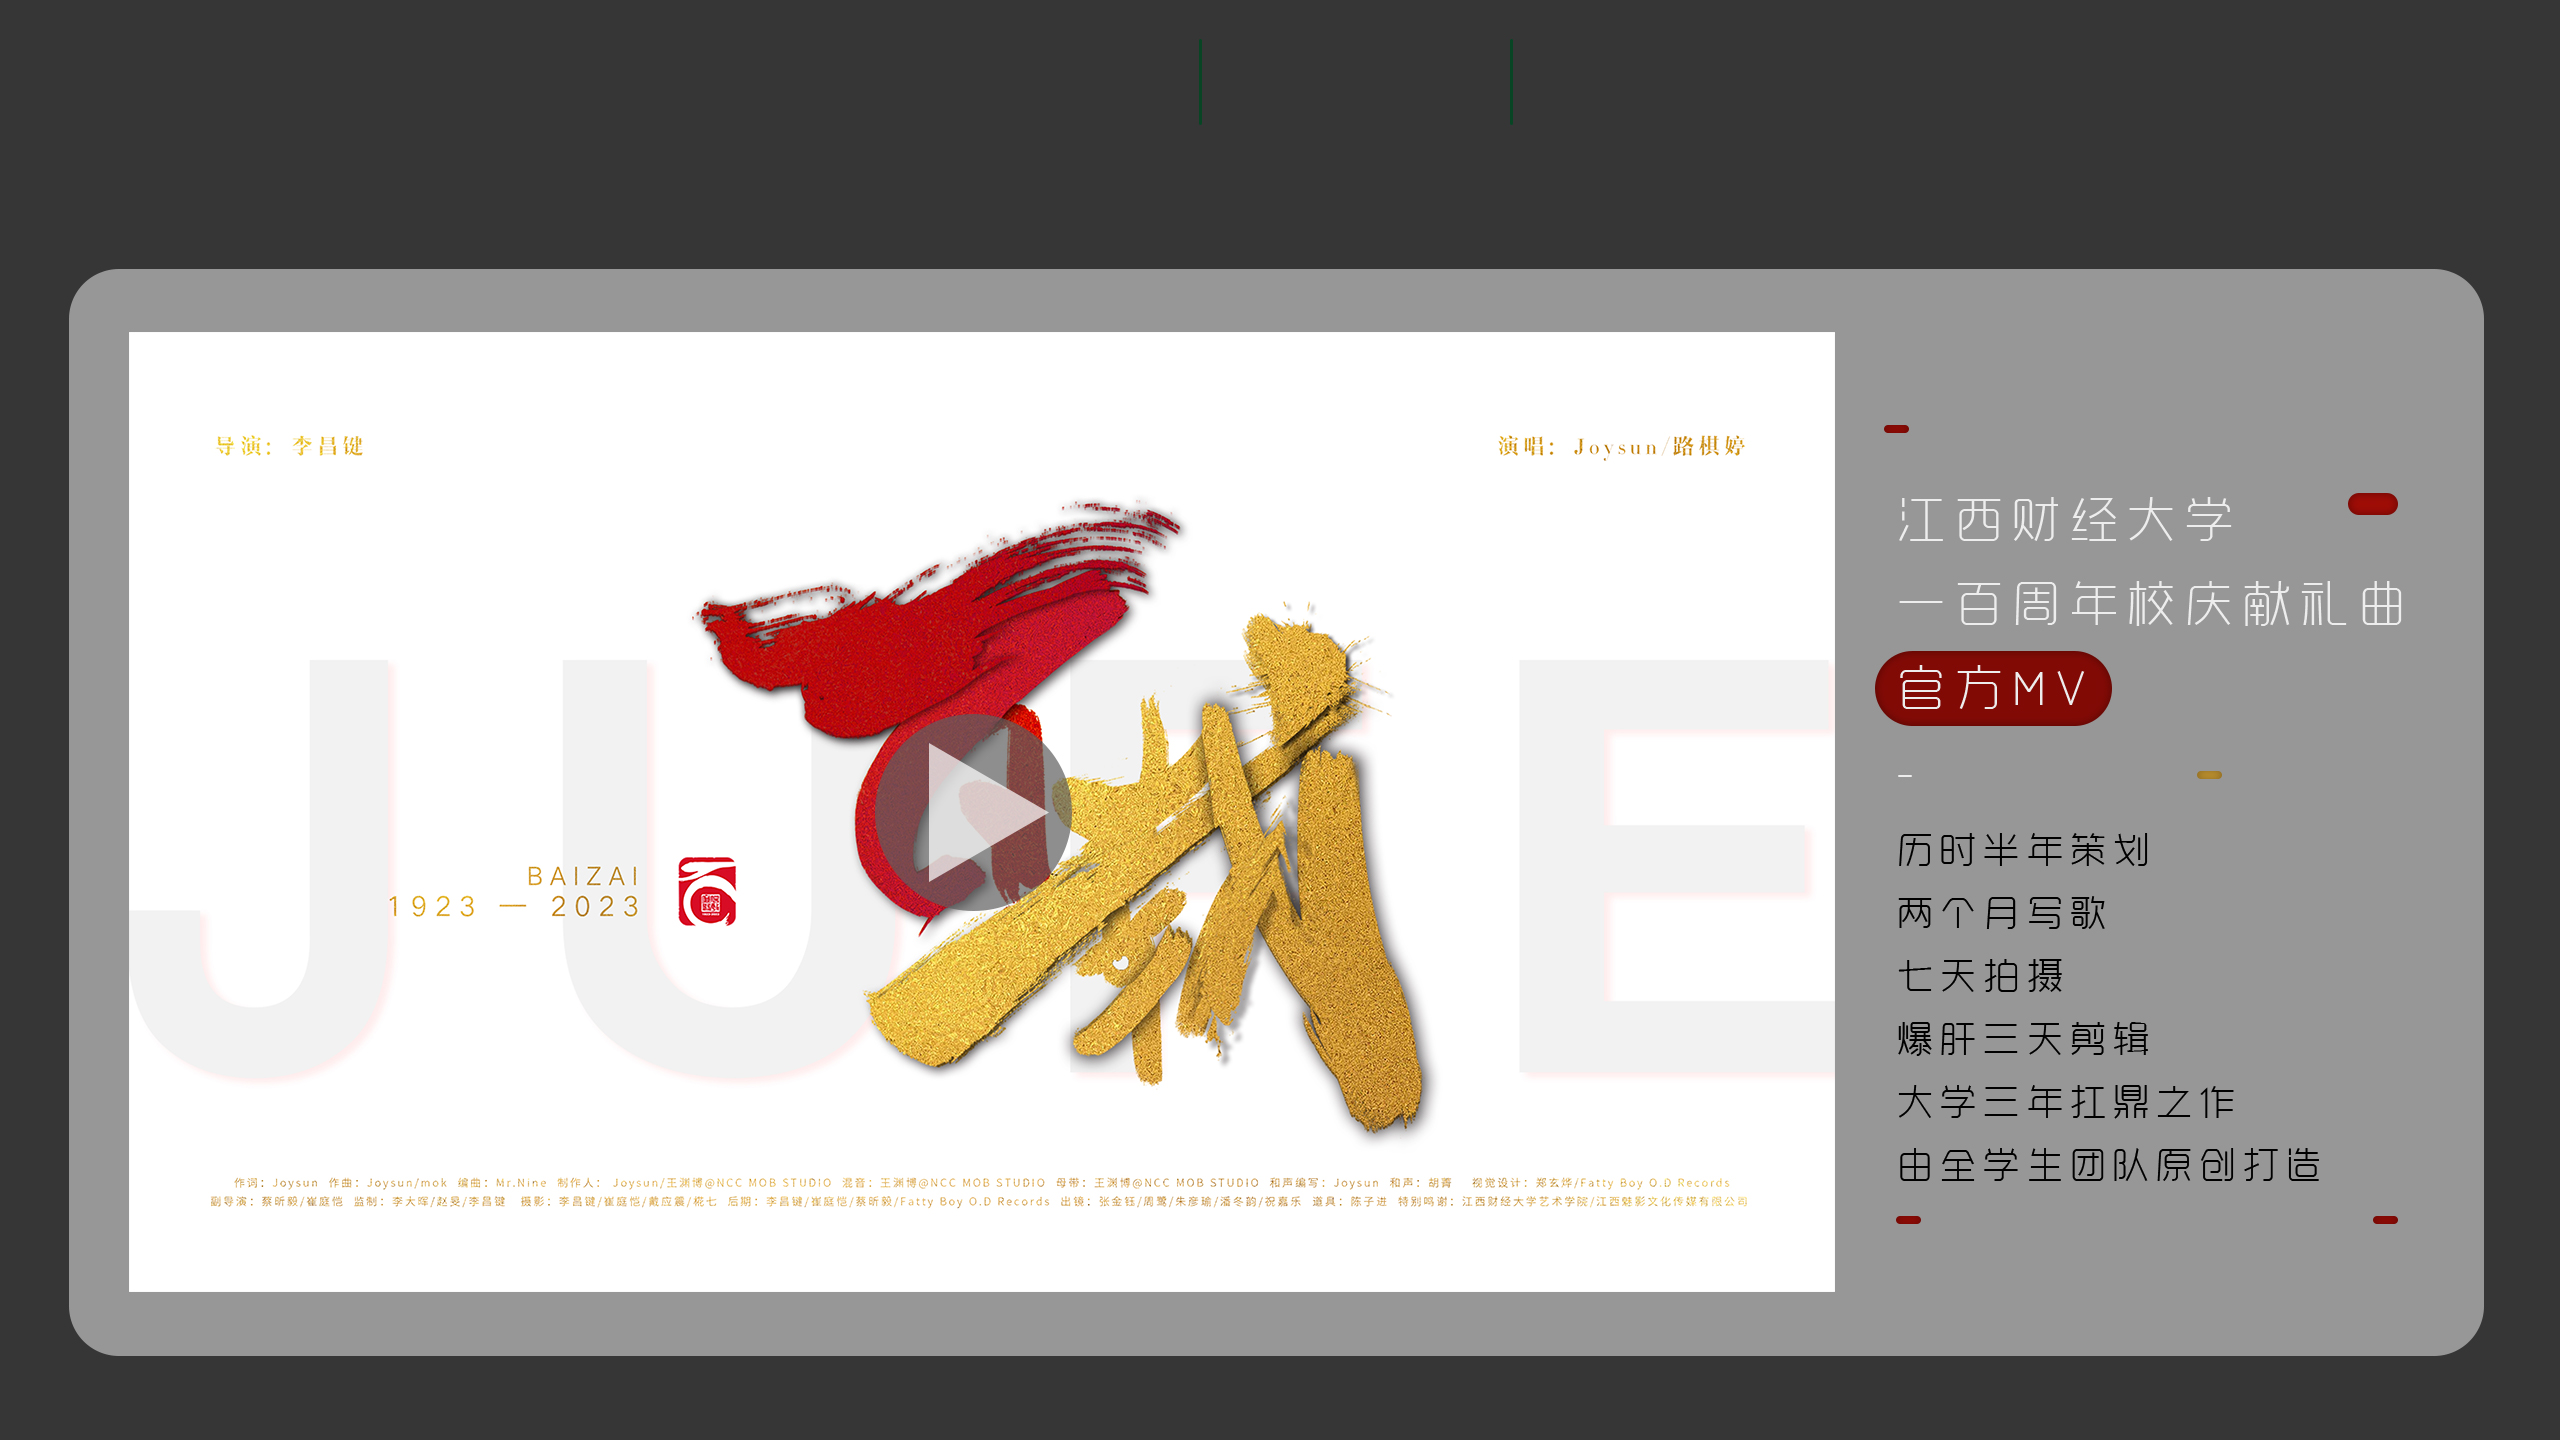 导演：李昌键
演唱：Joysun/路棋婷
JUFE
百载
BAIZAI
1923 — 2023
作词：Joysun 作曲：Joysun/mok 编曲：Mr.Nine 制作人： Joysun/王渊博@NCC MOB STUDIO 混音：王渊博@NCC MOB STUDIO 母带：王渊博@NCC MOB STUDIO 和声编写：Joysun 和声：胡菁 视觉设计：郑玄烨/Fatty Boy O.D Records
副导演：蔡昕毅/崔庭恺 监制：李大晖/赵旻/李昌键 摄影：李昌键/崔庭恺/戴应震/椛七 后期：李昌键/崔庭恺/蔡昕毅/Fatty Boy O.D Records 出镜：张金钰/周鹭/朱彦瑜/潘冬韵/祝嘉乐 道具：陈子进 特别鸣谢：江西财经大学艺术学院/江西魅影文化传媒有限公司
江西财经大学
一百周年校庆献礼曲
官方MV
历时半年策划
两个月写歌
七天拍摄
爆肝三天剪辑
大学三年扛鼎之作
由全学生团队原创打造